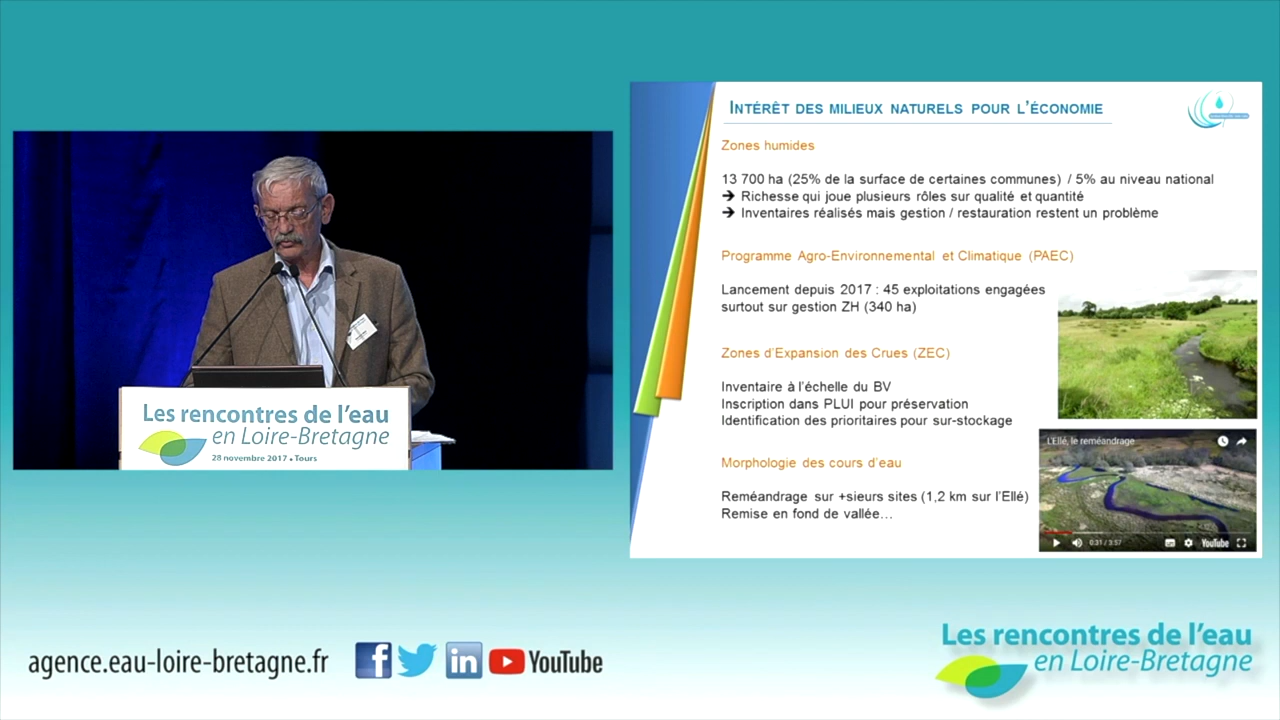 INTÉRÊT DES MILIEUX NATURELS POUR L'ÉCONOMIE
Zones humides
13 700 ha (25% de la surface de certaines communes) / 5% au niveau national
➔ Richesse qui joue plusieurs rôles sur qualité et quantité
➔ Inventaires réalisés mais gestion / restauration restent un problème
Programme Agro-Environnemental et Climatique (PAEC)
Lancement depuis 2017 : 45 exploitations engagées
surtout sur gestion ZH (340 ha)
Zones d'Expansion des Crues (ZEC)
Inventaire à l'échelle du BV
Inscription dans PLUI pour préservation
Identification des prioritaires pour sur-stockage
Morphologie des cours d'eau
Reméandrage sur +sieurs sites (1,2 km sur l'Ellé)
Remise en fond de vallée…
L'Ellé, le reméandrage
0:31 / 3:57
YouTube
Les rencontres de l'eau
en Loire-Bretagne
28 novembre 2017 • Tours
agence.eau-loire-bretagne.fr
f
in
YouTube
Les rencontres de l'eau
en Loire-Bretagne